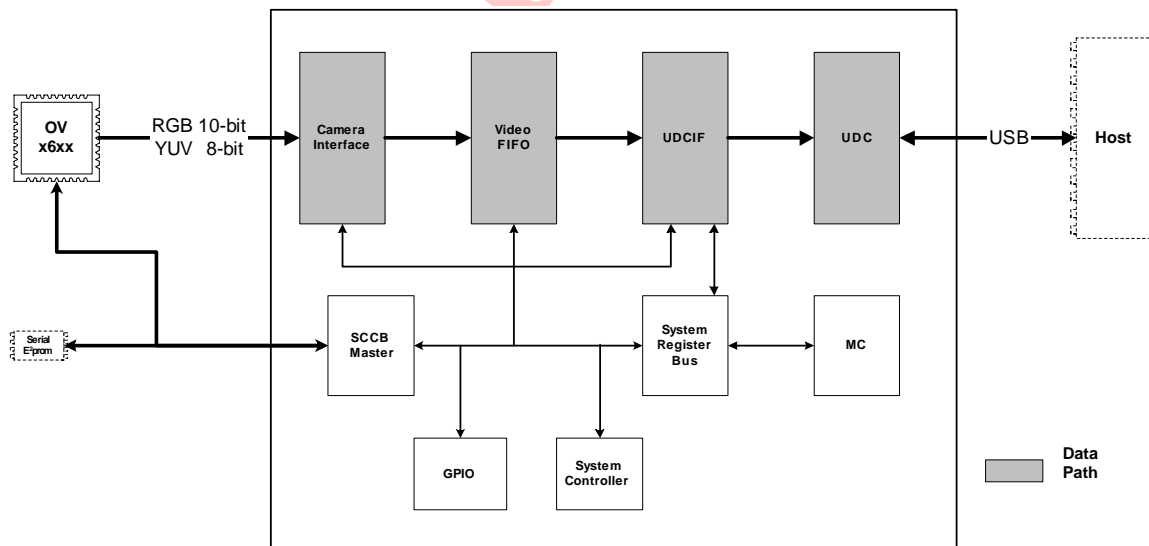 OV
x6xx
RGB 10-bit
YUV 8-bit
Camera
Interface
Video
FIFO
UDCIF
UDC
USB
Host
Serial
E²prom
SCCB
Master
System
Register
Bus
MC
GPIO
System
Controller
Data
Path